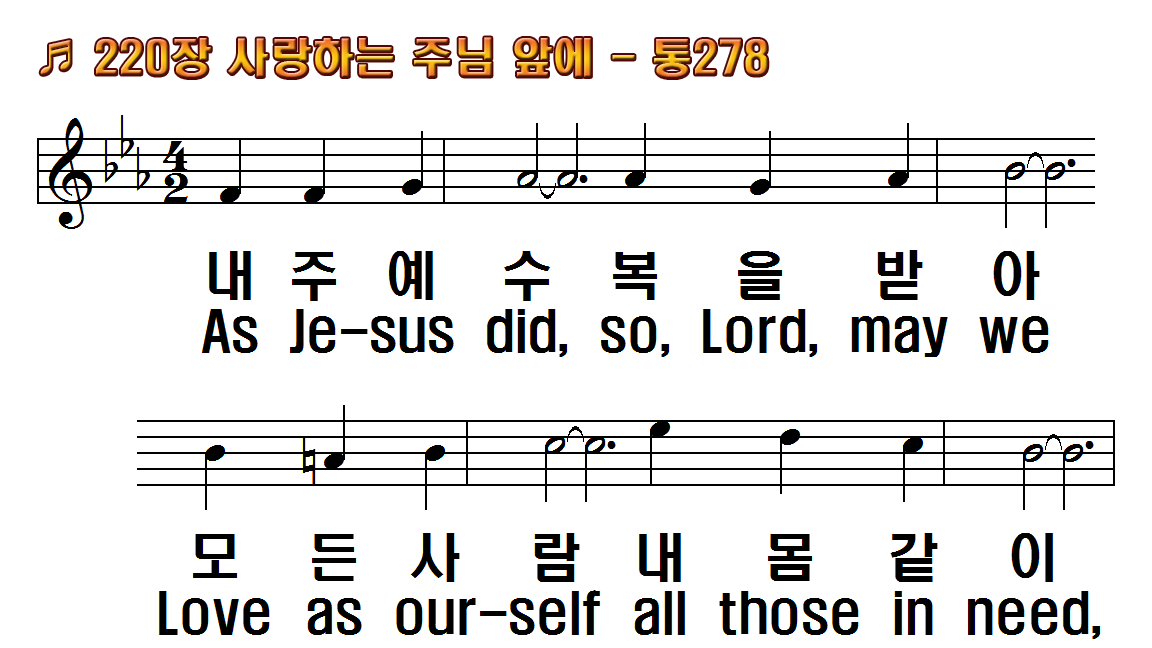 ♬ 220장 사랑하는 주님 앞에 - 통278
4
2
내 주 예 수 복 을 받 아
As Je-sus did, so, Lord, may we
모 든 사 람 내 몸 같 이
Love as our-self all those in need,